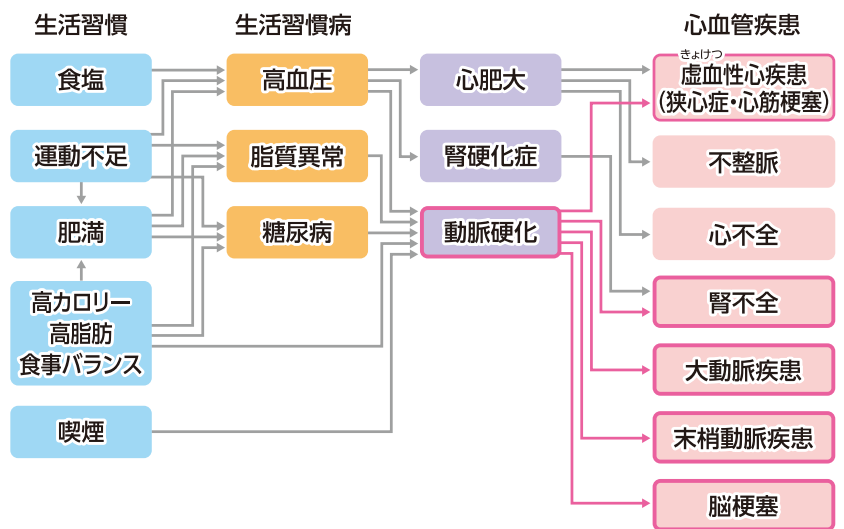 生活習慣
生活習慣病
心血管疾患
食塩
運動不足
肥満
高カロリー
高脂肪
食事バランス
喫煙
高血圧
脂質異常
糖尿病
心肥大
腎硬化症
動脈硬化
きょけつ
虚血性心疾患
(狭心症・心筋梗塞)
不整脈
心不全
腎不全
大動脈疾患
末梢動脈疾患
脳梗塞